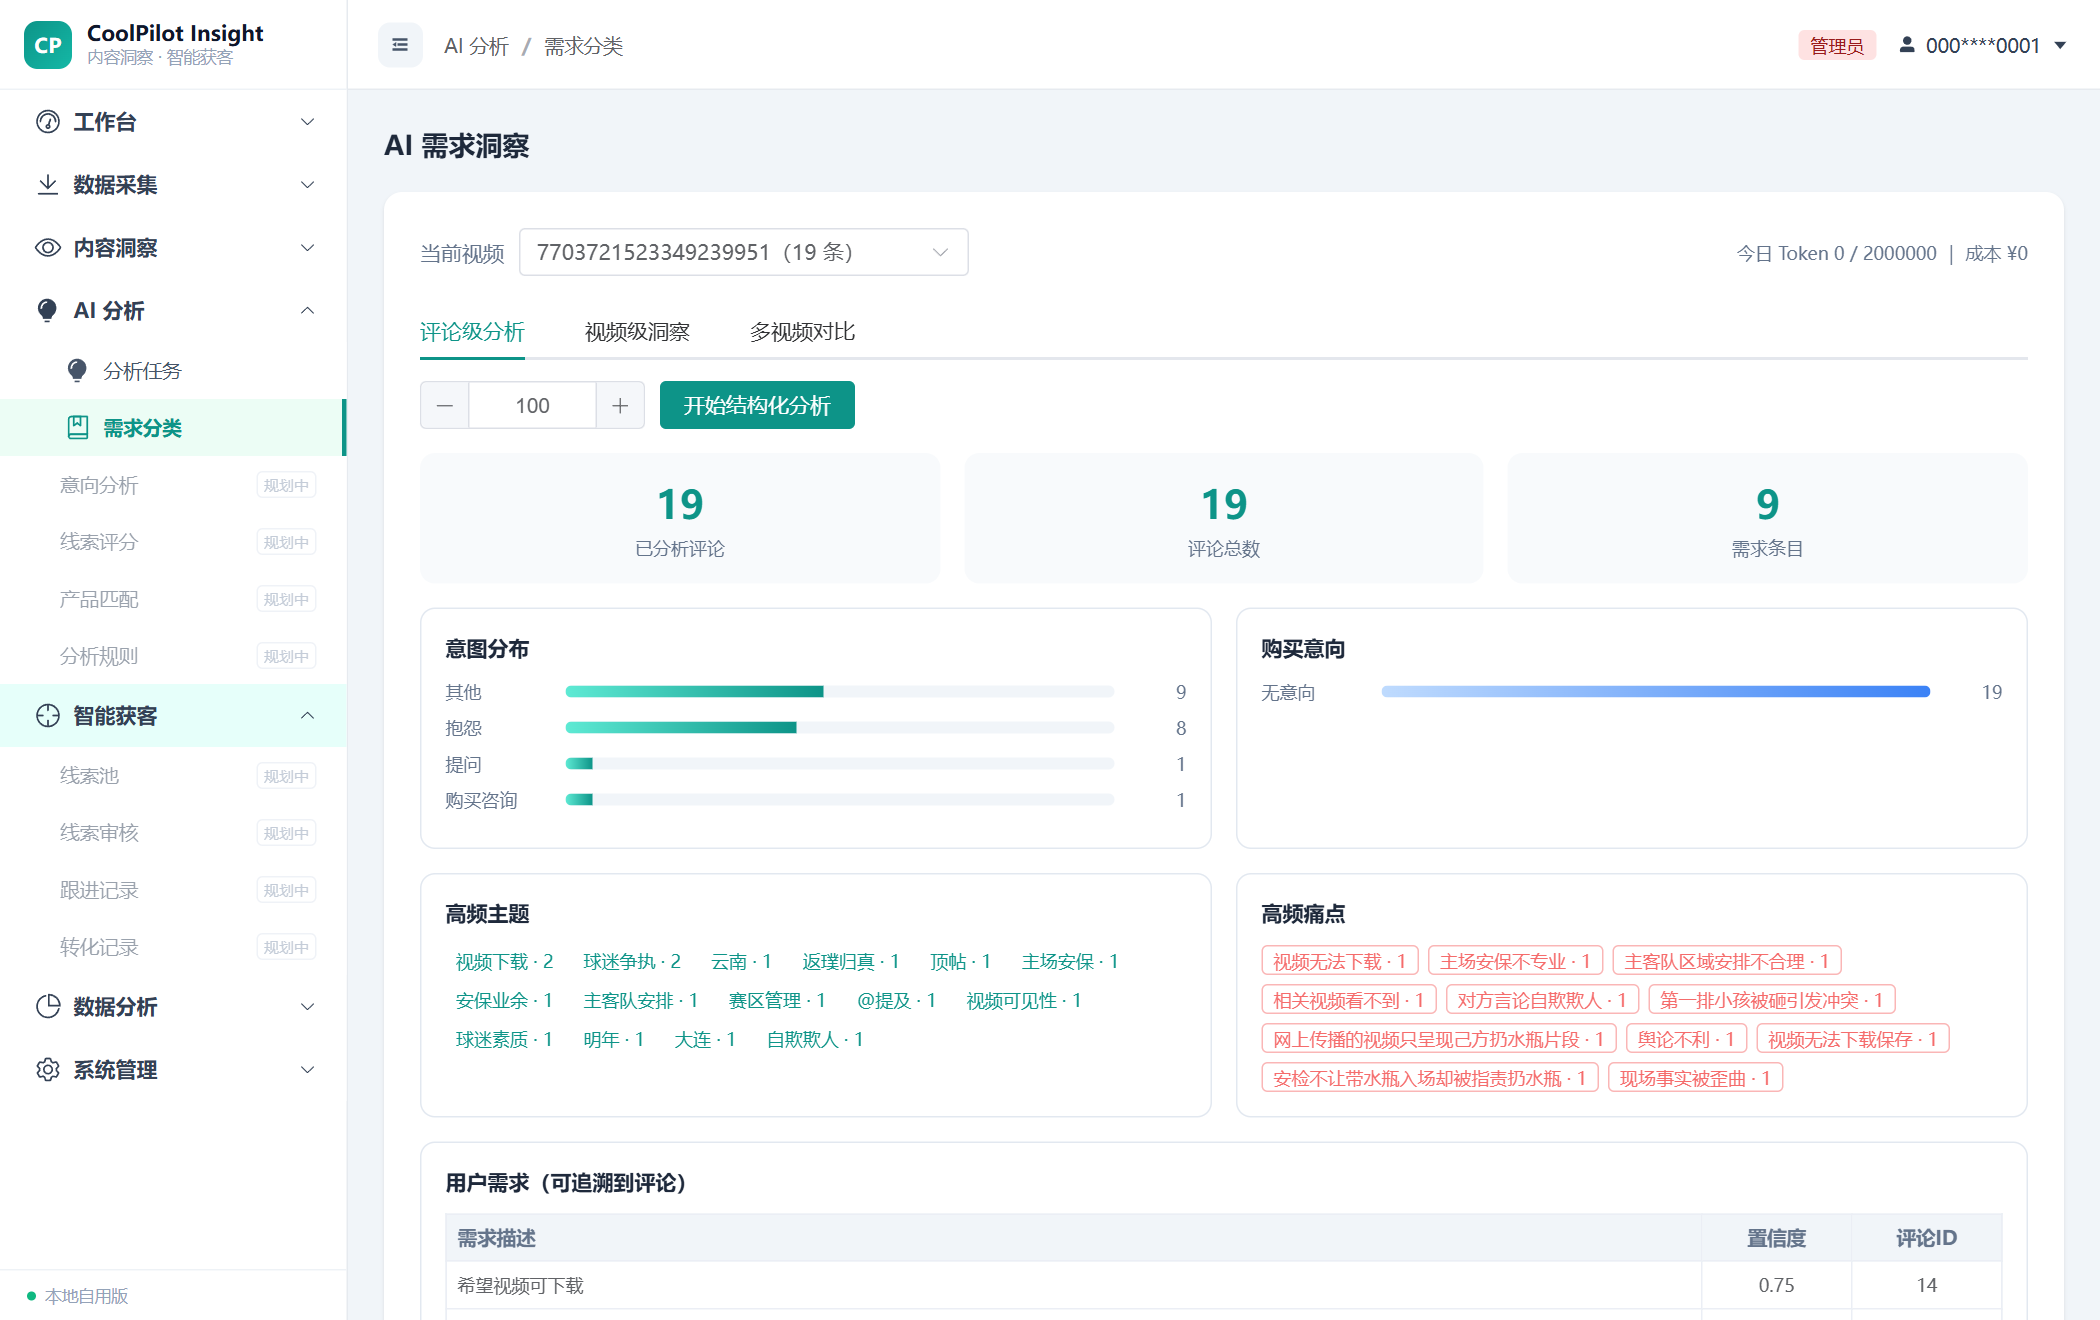 CP
CoolPilot Insight
内容洞察 · 智能获客
工作台
数据采集
内容洞察
AI 分析
分析任务
需求分类
意向分析 规划中
线索评分 规划中
产品匹配 规划中
分析规则 规划中
智能获客
线索池 规划中
线索审核 规划中
跟进记录 规划中
转化记录 规划中
数据分析
系统管理
本地自用版
AI 分析 / 需求分类
管理员 000****0001
AI 需求洞察
当前视频 7703721523349239951（19 条）
今日 Token 0 / 2000000 | 成本 ¥0
评论级分析 视频级洞察 多视频对比
100 开始结构化分析
19 19 9
已分析评论 评论总数 需求条目
意图分布
其他 9
抱怨 8
提问 1
购买咨询 1
购买意向
无意向 19
高频主题
视频下载 · 2 球迷争执 · 2 云南 · 1 返璞归真 · 1 顶帖 · 1 主场安保 · 1
安保业余 · 1 主客队安排 · 1 赛区管理 · 1 @提及 · 1 视频可见性 · 1
球迷素质 · 1 明年 · 1 大连 · 1 自欺欺人 · 1
高频痛点
视频无法下载 · 1 主场安保不专业 · 1 主客队区域安排不合理 · 1
相关视频看不到 · 1 对方言论自欺欺人 · 1 第一排小孩被砸引发冲突 · 1
网上传播的视频只呈现己方扔水瓶片段 · 1 舆论不利 · 1 视频无法下载保存 · 1
安检不让带水瓶入场却被指责扔水瓶 · 1 现场事实被歪曲 · 1
用户需求（可追溯到评论）
需求描述 置信度 评论ID
希望视频可下载 0.75 14